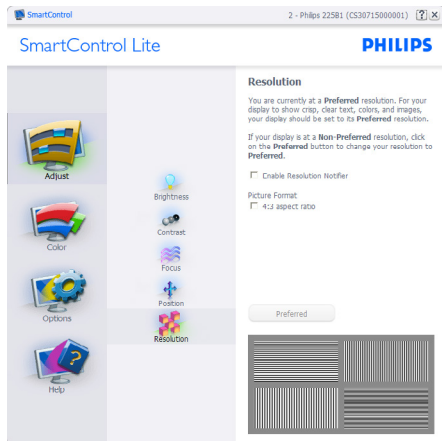 SmartControl
2 - Philips 225B1 (CS30715000001)
SmartControl Lite
PHILIPS
Adjust
Color
Options
Help
Brightness
Contrast
Focus
Position
Resolution
Resolution
You are currently at a Preferred resolution. For your
display to show crisp, clear text, colors, and images,
your display should be set to its Preferred resolution.
If your display is at a Non-Preferred resolution, click
on the Preferred button to change your resolution to
Preferred.
Enable Resolution Notifier
Picture Format
4:3 aspect ratio
Preferred